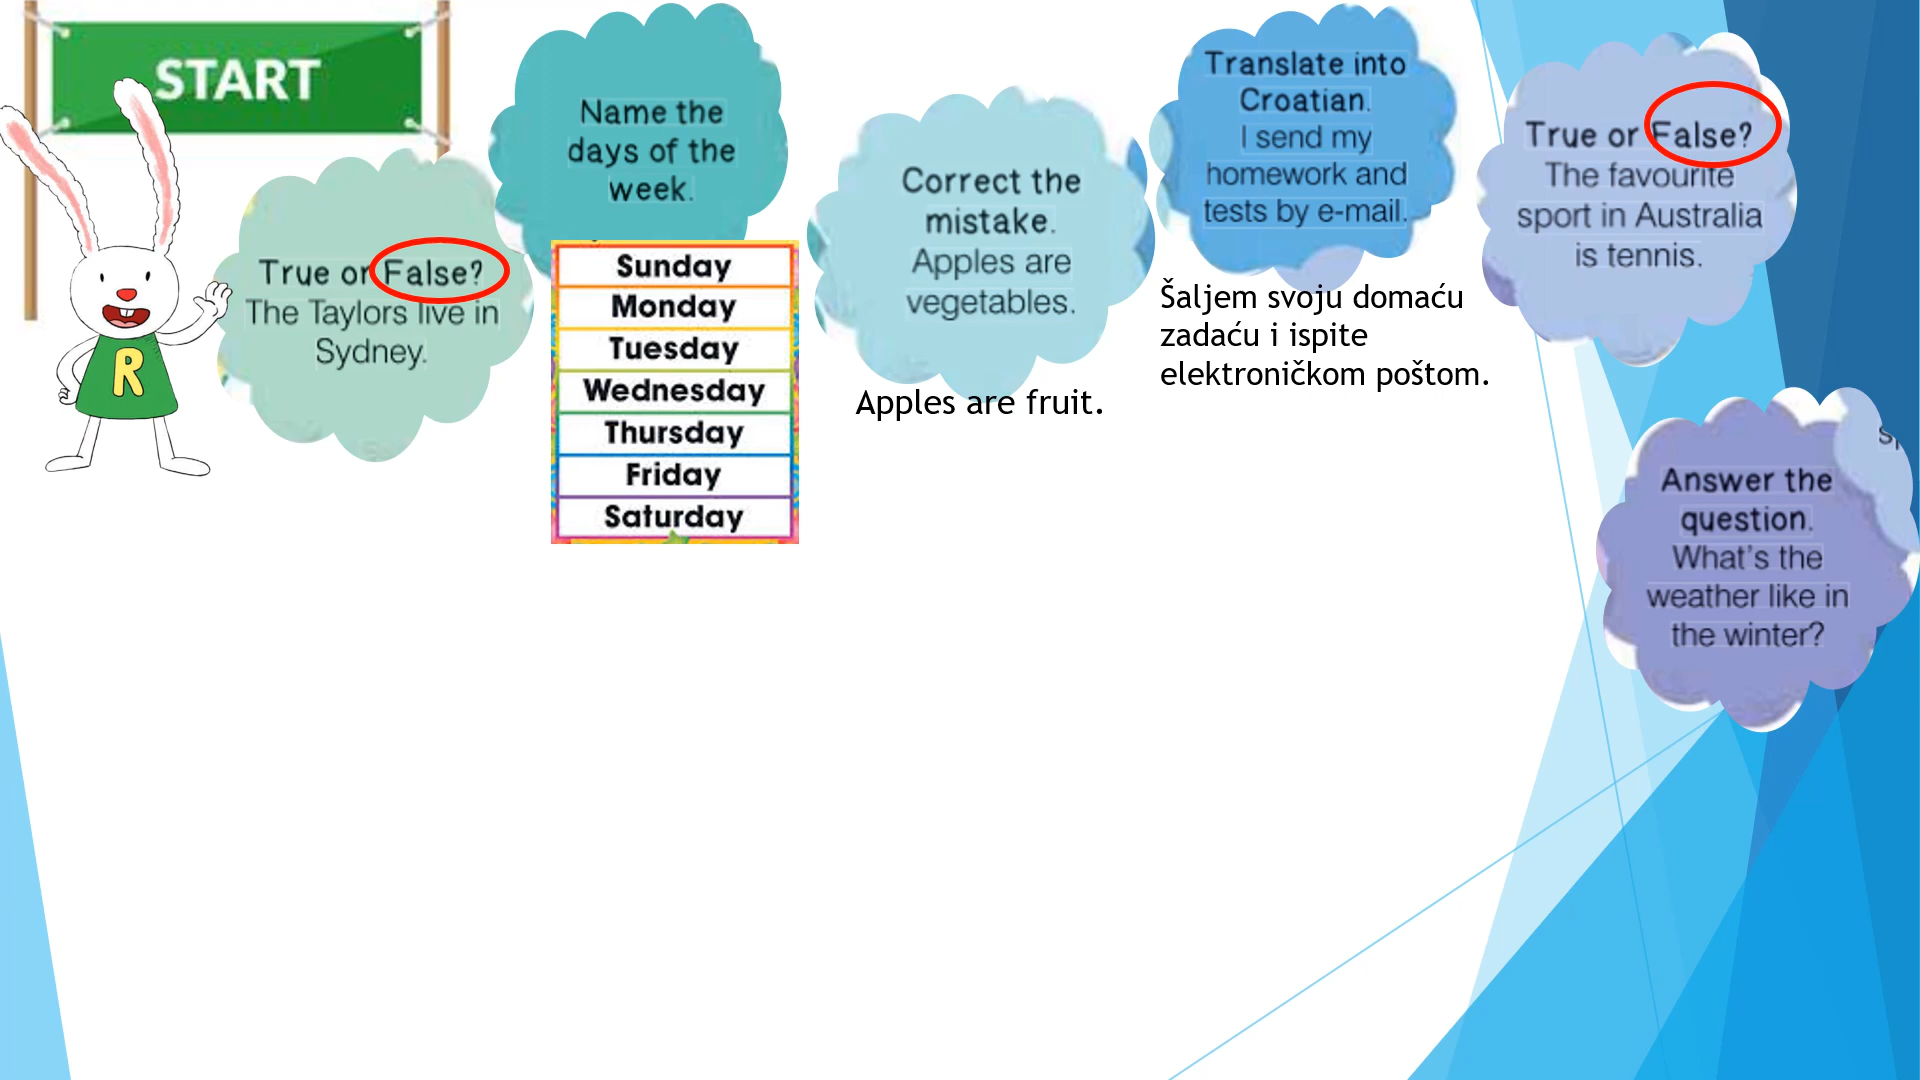 START
True or False?
The Taylors live in
Sydney.
R
Name the
days of the
week.
Sunday
Monday
Tuesday
Wednesday
Thursday
Friday
Saturday
Correct the
mistake.
Apples are
vegetables.
Apples are fruit.
Translate into
Croatian.
I send my
homework and
tests by e-mail.
Šaljem svoju domaću
zadaću i ispite
elektroničkom poštom.
True or False?
The favourite
sport in Australia
is tennis.
Answer the
question.
What's the
weather like in
the winter?